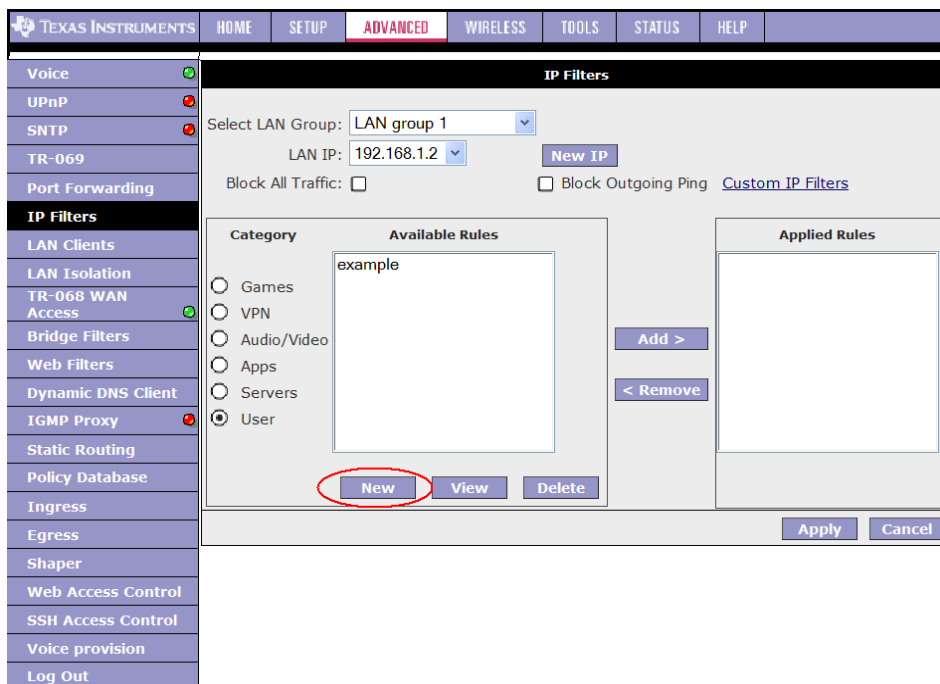 TEXAS INSTRUMENTS
HOME
SETUP
ADVANCED
WIRELESS
TOOLS
STATUS
HELP
Voice
UPnP
SNTP
TR-069
Port Forwarding
IP Filters
LAN Clients
LAN Isolation
TR-068 WAN
Access
Bridge Filters
Web Filters
Dynamic DNS Client
IGMP Proxy
Static Routing
Policy Database
Ingress
Egress
Shaper
Web Access Control
SSH Access Control
Voice provision
Log Out
IP Filters
Select LAN Group: LAN group 1
LAN IP: 192.168.1.2 New IP
Block All Traffic: Block Outgoing Ping Custom IP Filters
Category
Games
VPN
Audio/Video
Apps
Servers
User
Available Rules
example
New View Delete
Add >
< Remove
Applied Rules
Apply Cancel